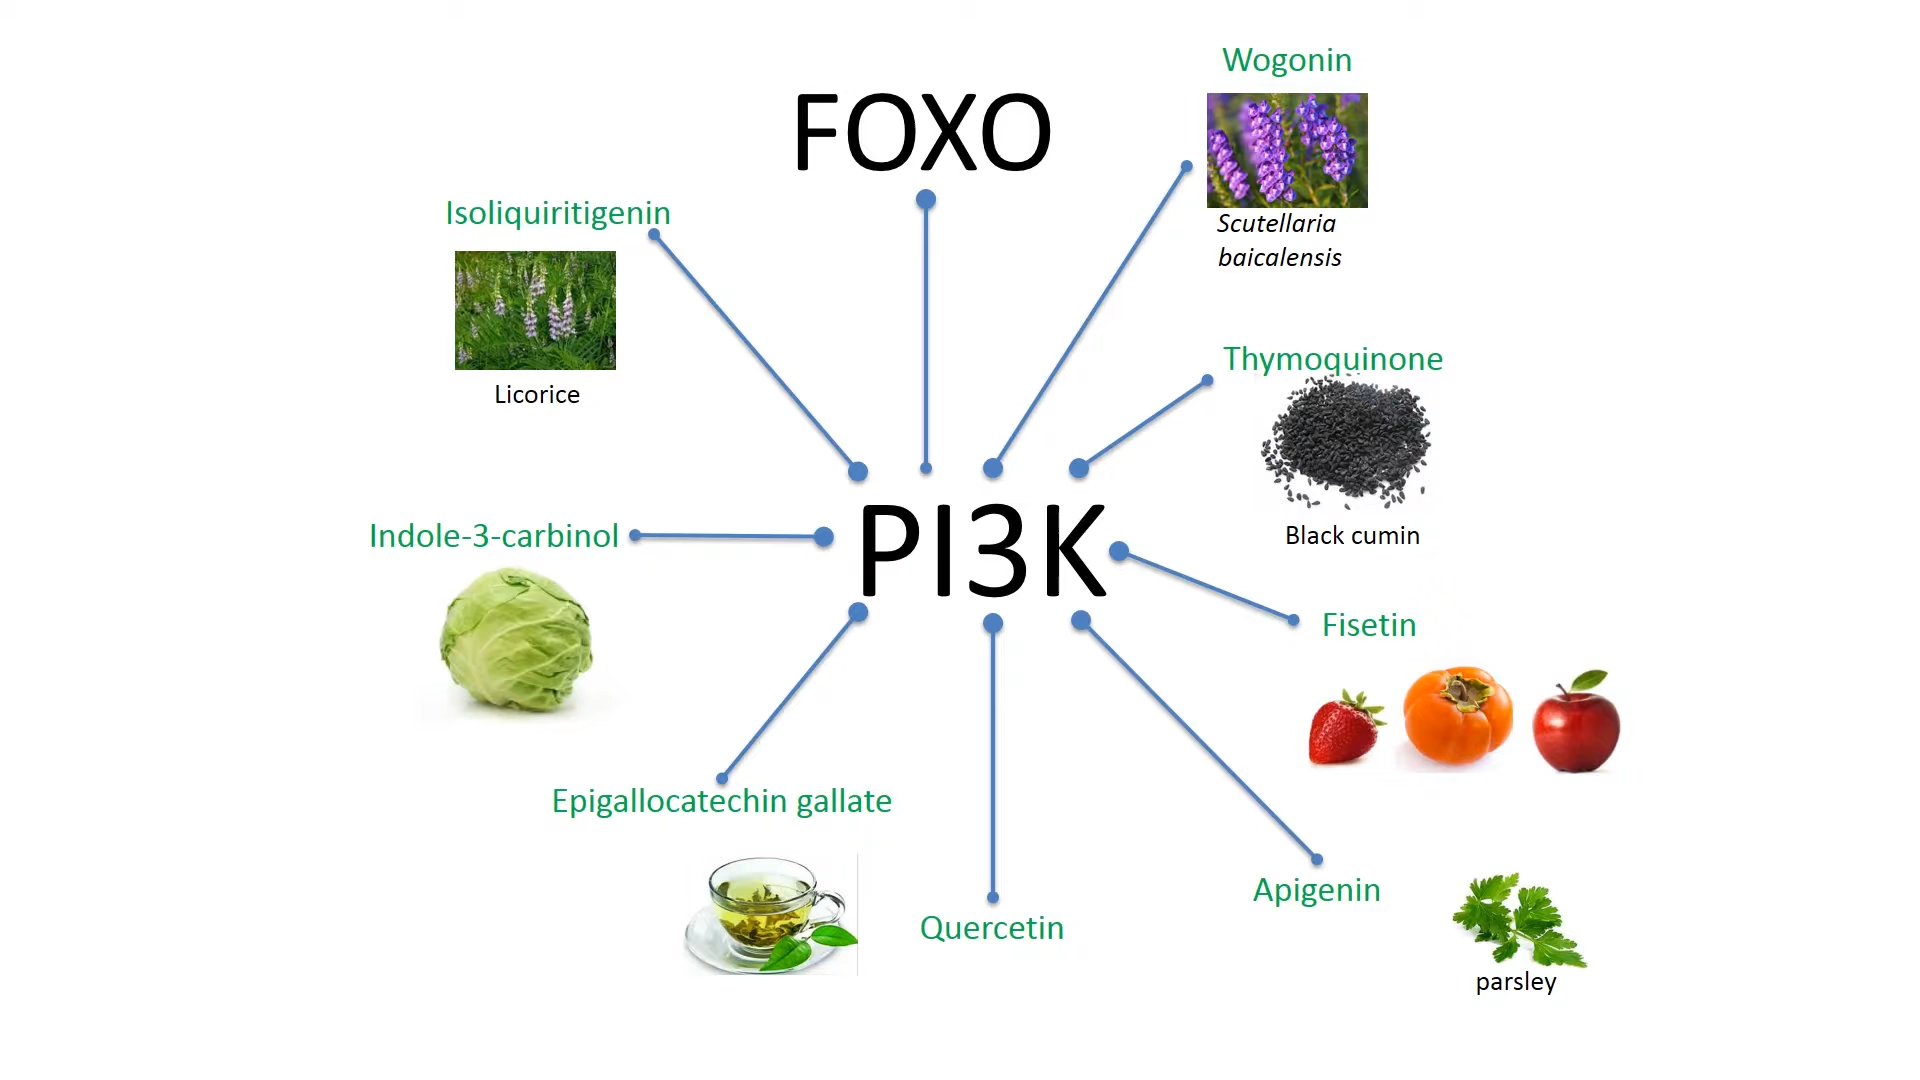 Wogonin
FOXO
Isoliquiritigenin
Scutellaria
baicalensis
Thymoquinone
Licorice
Indole-3-carbinol
PI3K
Black cumin
Fisetin
Epigallocatechin gallate
Apigenin
Quercetin
parsley